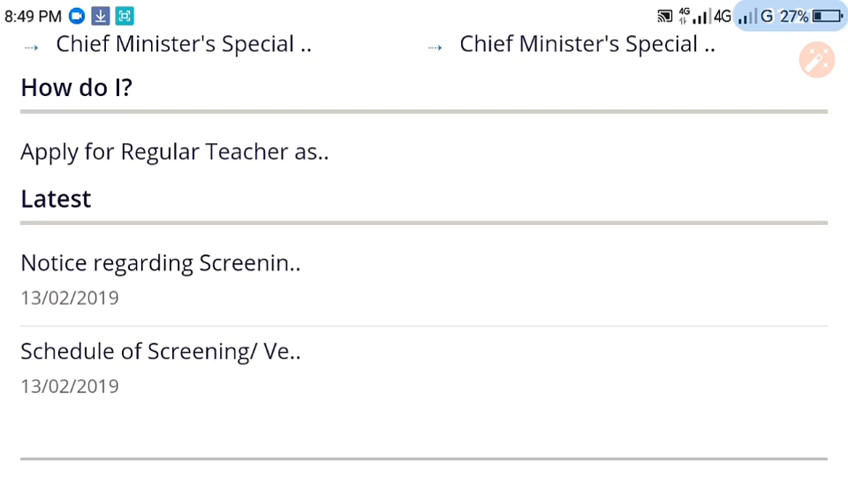 8:49 PM 4G 4G G 27%
Chief Minister's Special .. Chief Minister's Special ..
How do I?
Apply for Regular Teacher as..
Latest
Notice regarding Screenin..
13/02/2019
Schedule of Screening/ Ve..
13/02/2019